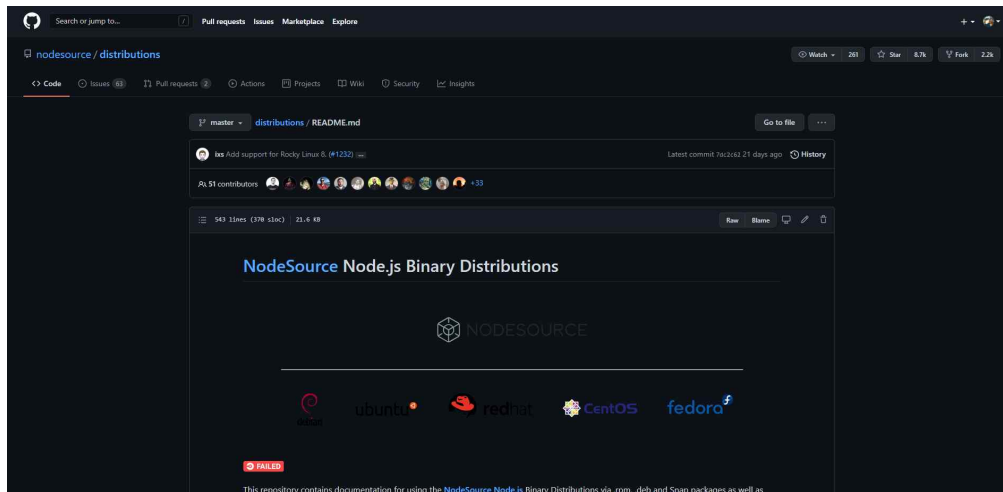 Search or jump to... / Pull requests Issues Marketplace Explore
nodesource / distributions Watch 261 Star 8.7k Fork 2.2k
<> Code Issues 63 Pull requests 2 Actions Projects Wiki Security Insights
master distributions / README.md Go to file ...
ixs Add support for Rocky Linux 8. (#1232) ... Latest commit 7ac2c62 21 days ago History
51 contributors +33
543 lines (370 sloc) 21.6 KB Raw Blame
NodeSource Node.js Binary Distributions
NODESOURCE
debian ubuntu redhat CentOS fedora
FAILED
This repository contains documentation for using the NodeSource Node.js Binary Distributions via .rpm, .deb and Snap packages as well as